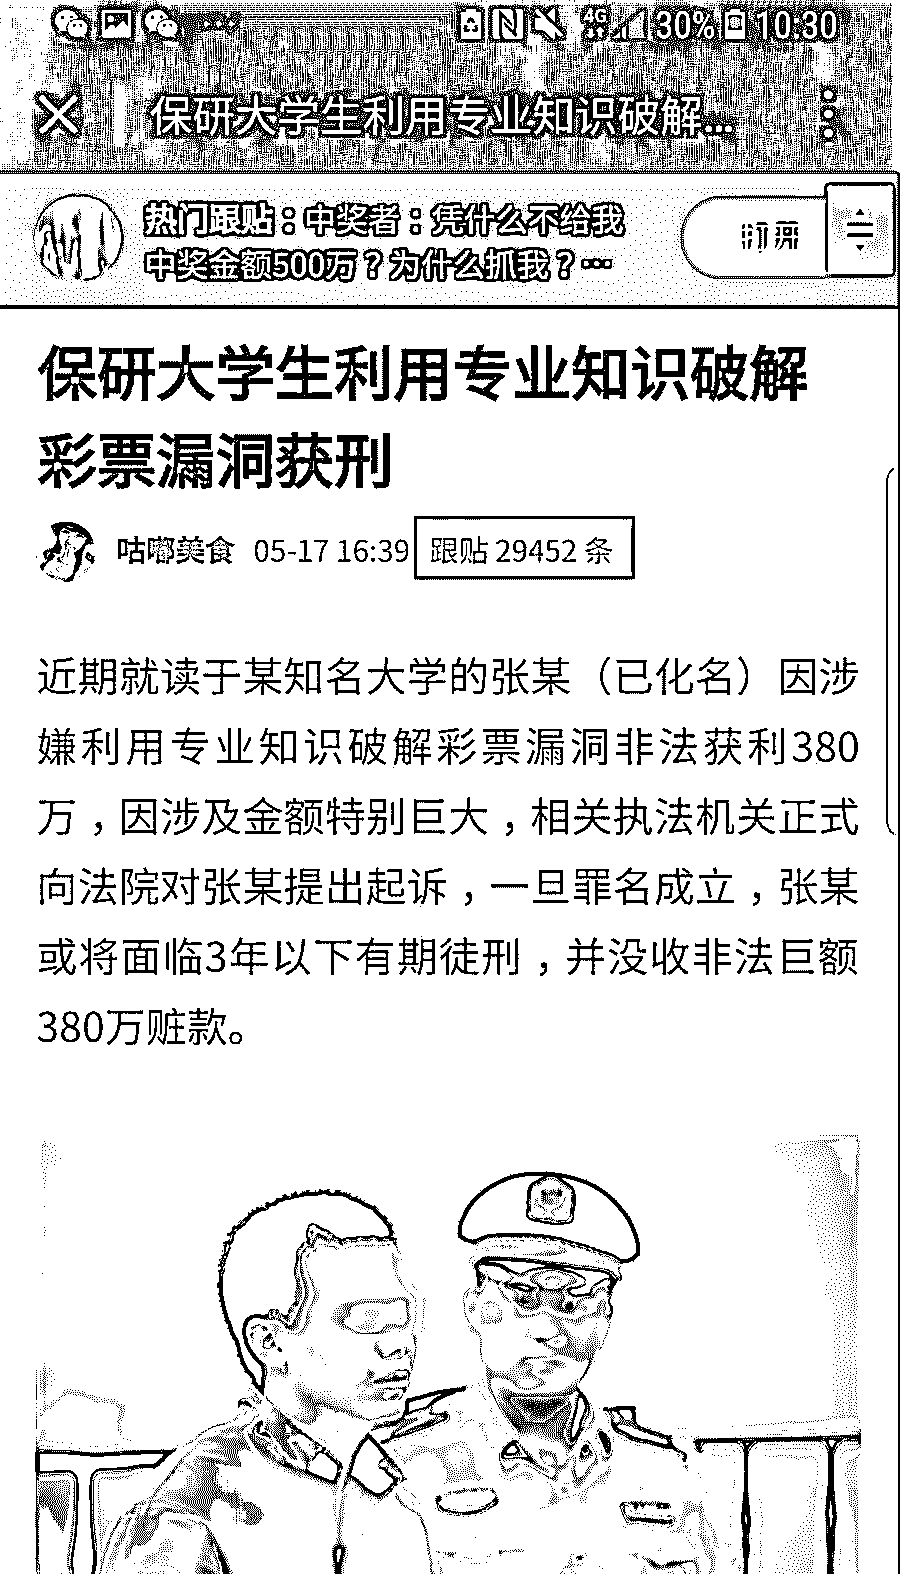 4G 30% 10:30
保研大学生利用专业知识破解...
热门跟贴：中奖者：凭什么不给我
中奖金额500万？为什么抓我？...
保研大学生利用专业知识破解
彩票漏洞获刑
咕嘟美食 05-17 16:39 跟贴 29452 条
近期就读于某知名大学的张某（已化名）因涉
嫌利用专业知识破解彩票漏洞非法获利380
万，因涉及金额特别巨大，相关执法机关正式
向法院对张某提出起诉，一旦罪名成立，张某
或将面临3年以下有期徒刑，并没收非法巨额
380万赃款。